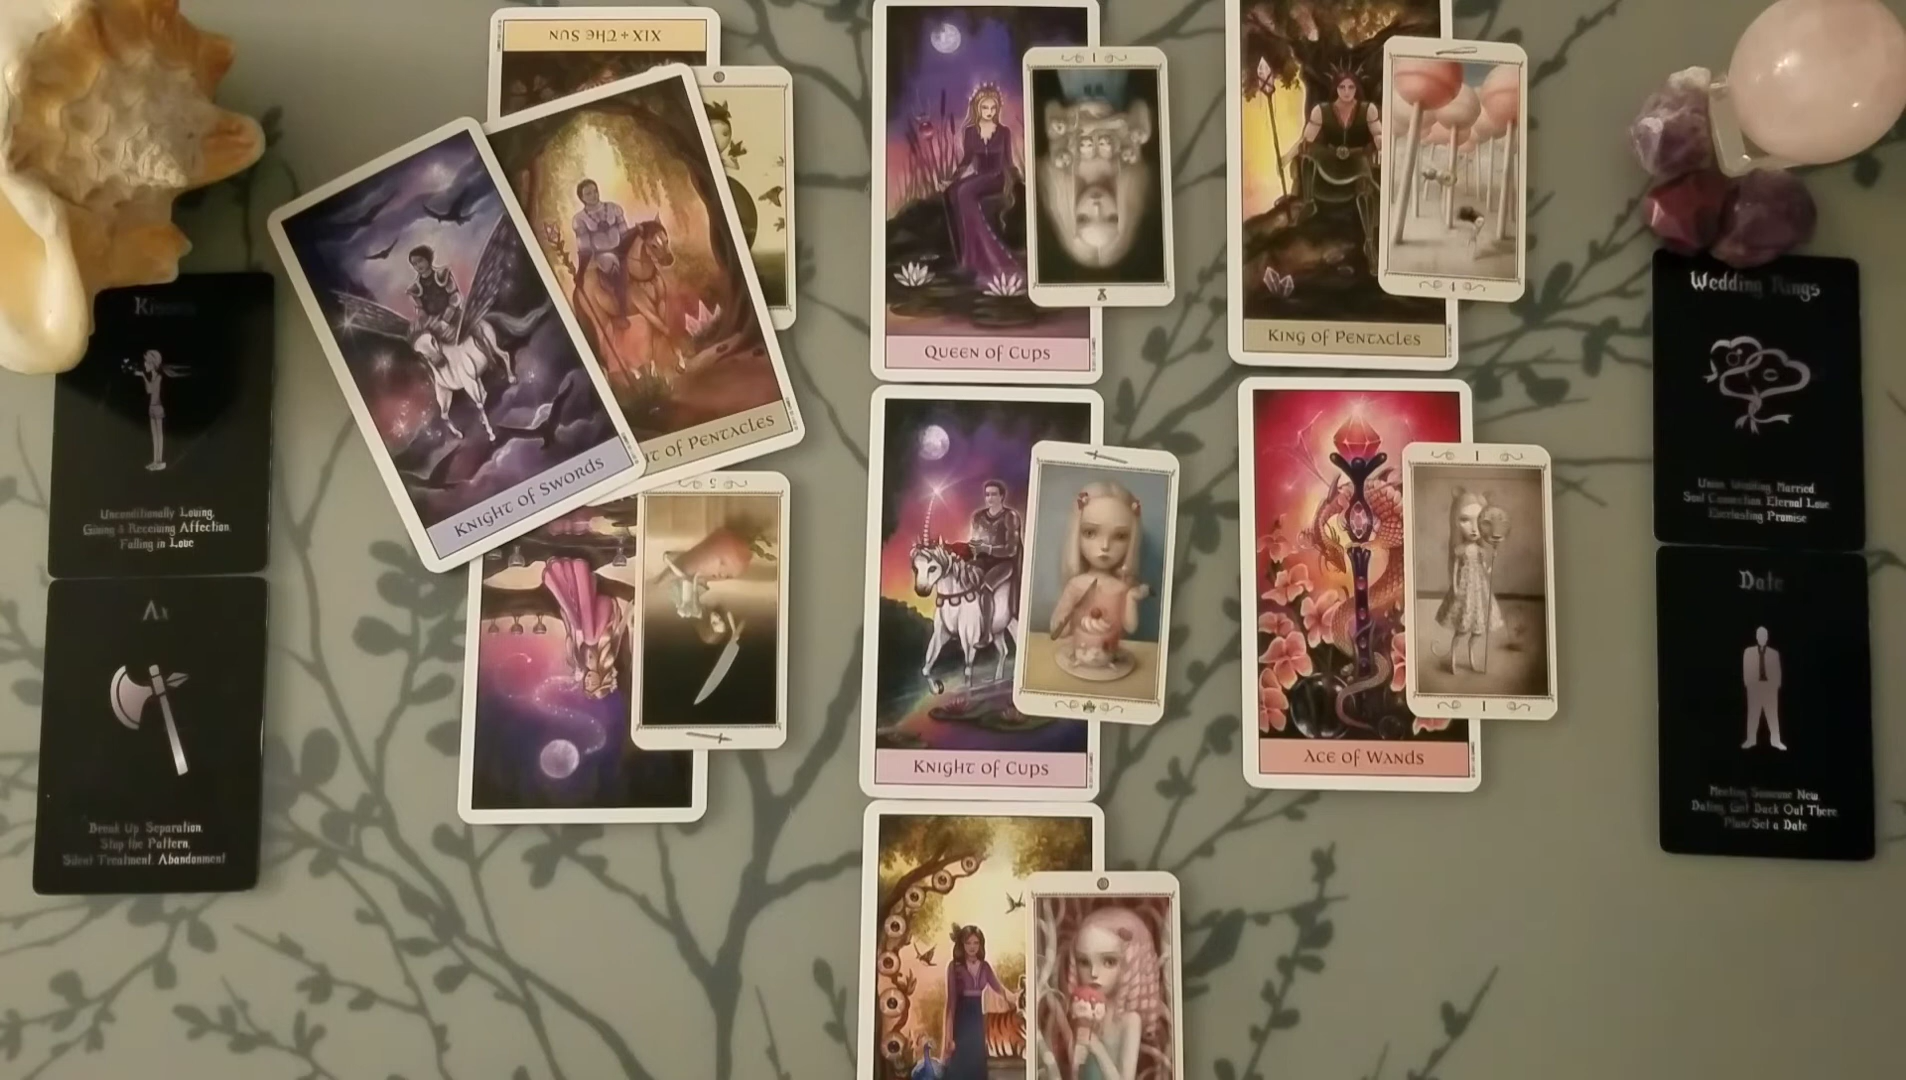 XIX + The Sun
Knight of Swords
ht of Pentacles
5
Queen of Cups
I
King of Pentacles
Knight of Cups
Ace of Wands
I
I
Ax
Break Up, Separation,
Stop the Pattern,
Silent Treatment, Abandonment
Unconditionally Loving,
Giving & Receiving Affection,
Falling in Love
Wedding Rings
Union, Wedding, Married,
Soul Connection, Eternal Love,
Everlasting Promise
Date
Meeting Someone New,
Dating, Get Back Out There,
Plan/Set a Date